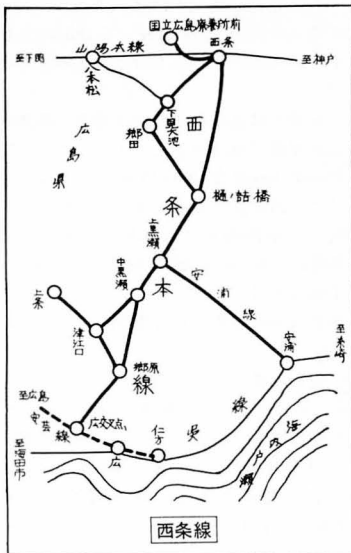 国立広島療養所前
山陽本線
西条
至下関
至神戸
八本松
下見大池
西
郷田
広島県
樋ノ詰橋
条
上黒瀬
本
中黒瀬
安浦線
上条
津江口
安浦
至糸崎
郷原
線
呉線
至広島
安芸線
広交叉点
仁方
広
瀬戸内海
至海田市
西条線